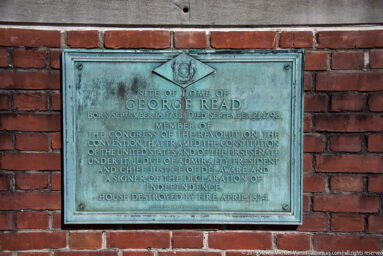 SITE OF HOME OF
GEORGE READ
BORN SEPTEMBER 18, 1733 DIED SEPTEMBER 21, 1798
MEMBER OF
THE CONGRESS OF THE REVOLUTION, THE
CONVENTION THAT FRAMED THE CONSTITUTION
OF THE UNITED STATES AND OF THE FIRST SENATE
UNDER IT, JUDGE OF ADMIRALTY, PRESIDENT
AND CHIEF JUSTICE OF DELAWARE, AND
A SIGNER OF THE DECLARATION OF
INDEPENDENCE.
HOUSE DESTROYED BY FIRE, APRIL, 1824.